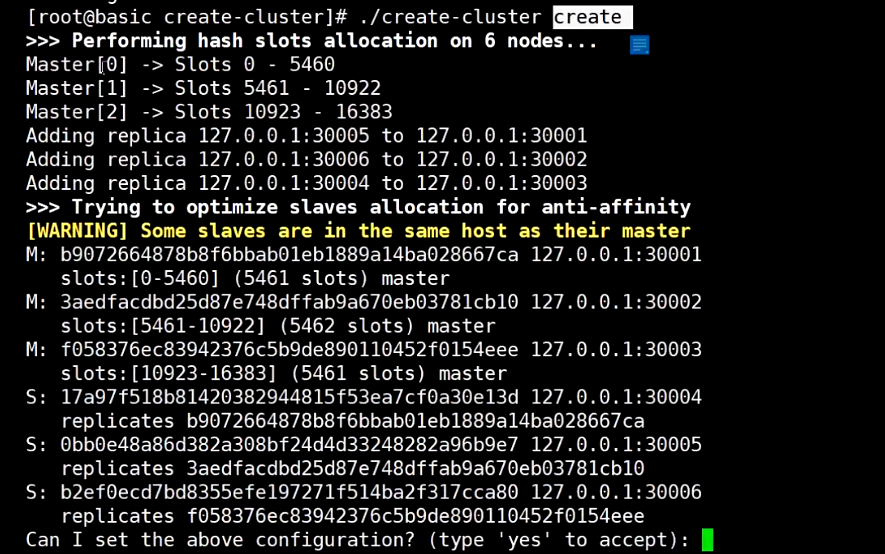 [root@basic create-cluster]# ./create-cluster create
>>> Performing hash slots allocation on 6 nodes...
Master[0] -> Slots 0 - 5460
Master[1] -> Slots 5461 - 10922
Master[2] -> Slots 10923 - 16383
Adding replica 127.0.0.1:30005 to 127.0.0.1:30001
Adding replica 127.0.0.1:30006 to 127.0.0.1:30002
Adding replica 127.0.0.1:30004 to 127.0.0.1:30003
>>> Trying to optimize slaves allocation for anti-affinity
[WARNING] Some slaves are in the same host as their master
M: b9072664878b8f6bbab01eb1889a14ba028667ca 127.0.0.1:30001
slots:[0-5460] (5461 slots) master
M: 3aedfacdbd25d87e748dffab9a670eb03781cb10 127.0.0.1:30002
slots:[5461-10922] (5462 slots) master
M: f058376ec83942376c5b9de890110452f0154eee 127.0.0.1:30003
slots:[10923-16383] (5461 slots) master
S: 17a97f518b81420382944815f53ea7cf0a30e13d 127.0.0.1:30004
replicates b9072664878b8f6bbab01eb1889a14ba028667ca
S: 0bb0e48a86d382a308bf24d4d33248282a96b9e7 127.0.0.1:30005
replicates 3aedfacdbd25d87e748dffab9a670eb03781cb10
S: b2ef0ecd7bd8355efe197271f514ba2f317cca80 127.0.0.1:30006
replicates f058376ec83942376c5b9de890110452f0154eee
Can I set the above configuration? (type 'yes' to accept):